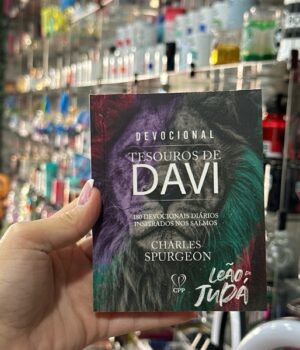 DEVOCIONAL
TESOUROS DE
DAVI
180 DEVOCIONAIS DIÁRIOS
INSPIRADOS NOS SALMOS
CHARLES
SPURGEON
CPP
LEÃO DE
JUDÁ